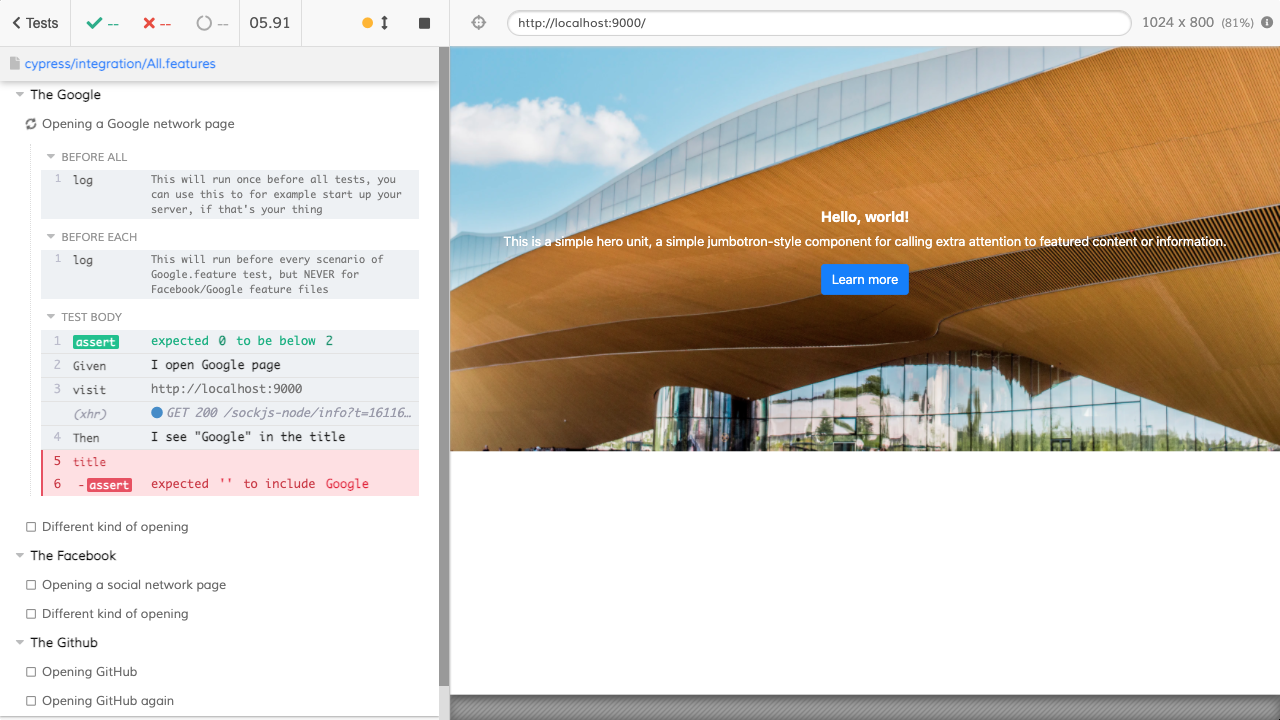 Tests
--
--
--
05.91
http://localhost:9000/
1024 x 800 (81%)
cypress/integration/All.features
The Google
Opening a Google network page
BEFORE ALL
1 log This will run once before all tests, you
can use this to for example start up your
server, if that's your thing
BEFORE EACH
1 log This will run before every scenario of
Google.feature test, but NEVER for
Facebook/Google feature files
TEST BODY
1 assert expected 0 to be below 2
2 Given I open Google page
3 visit http://localhost:9000
(xhr) GET 200 /sockjs-node/info?t=16116…
4 Then I see "Google" in the title
5 title
6 -assert expected '' to include Google
Different kind of opening
The Facebook
Opening a social network page
Different kind of opening
The Github
Opening GitHub
Opening GitHub again
Hello, world!
This is a simple hero unit, a simple jumbotron-style component for calling extra attention to featured content or information.
Learn more